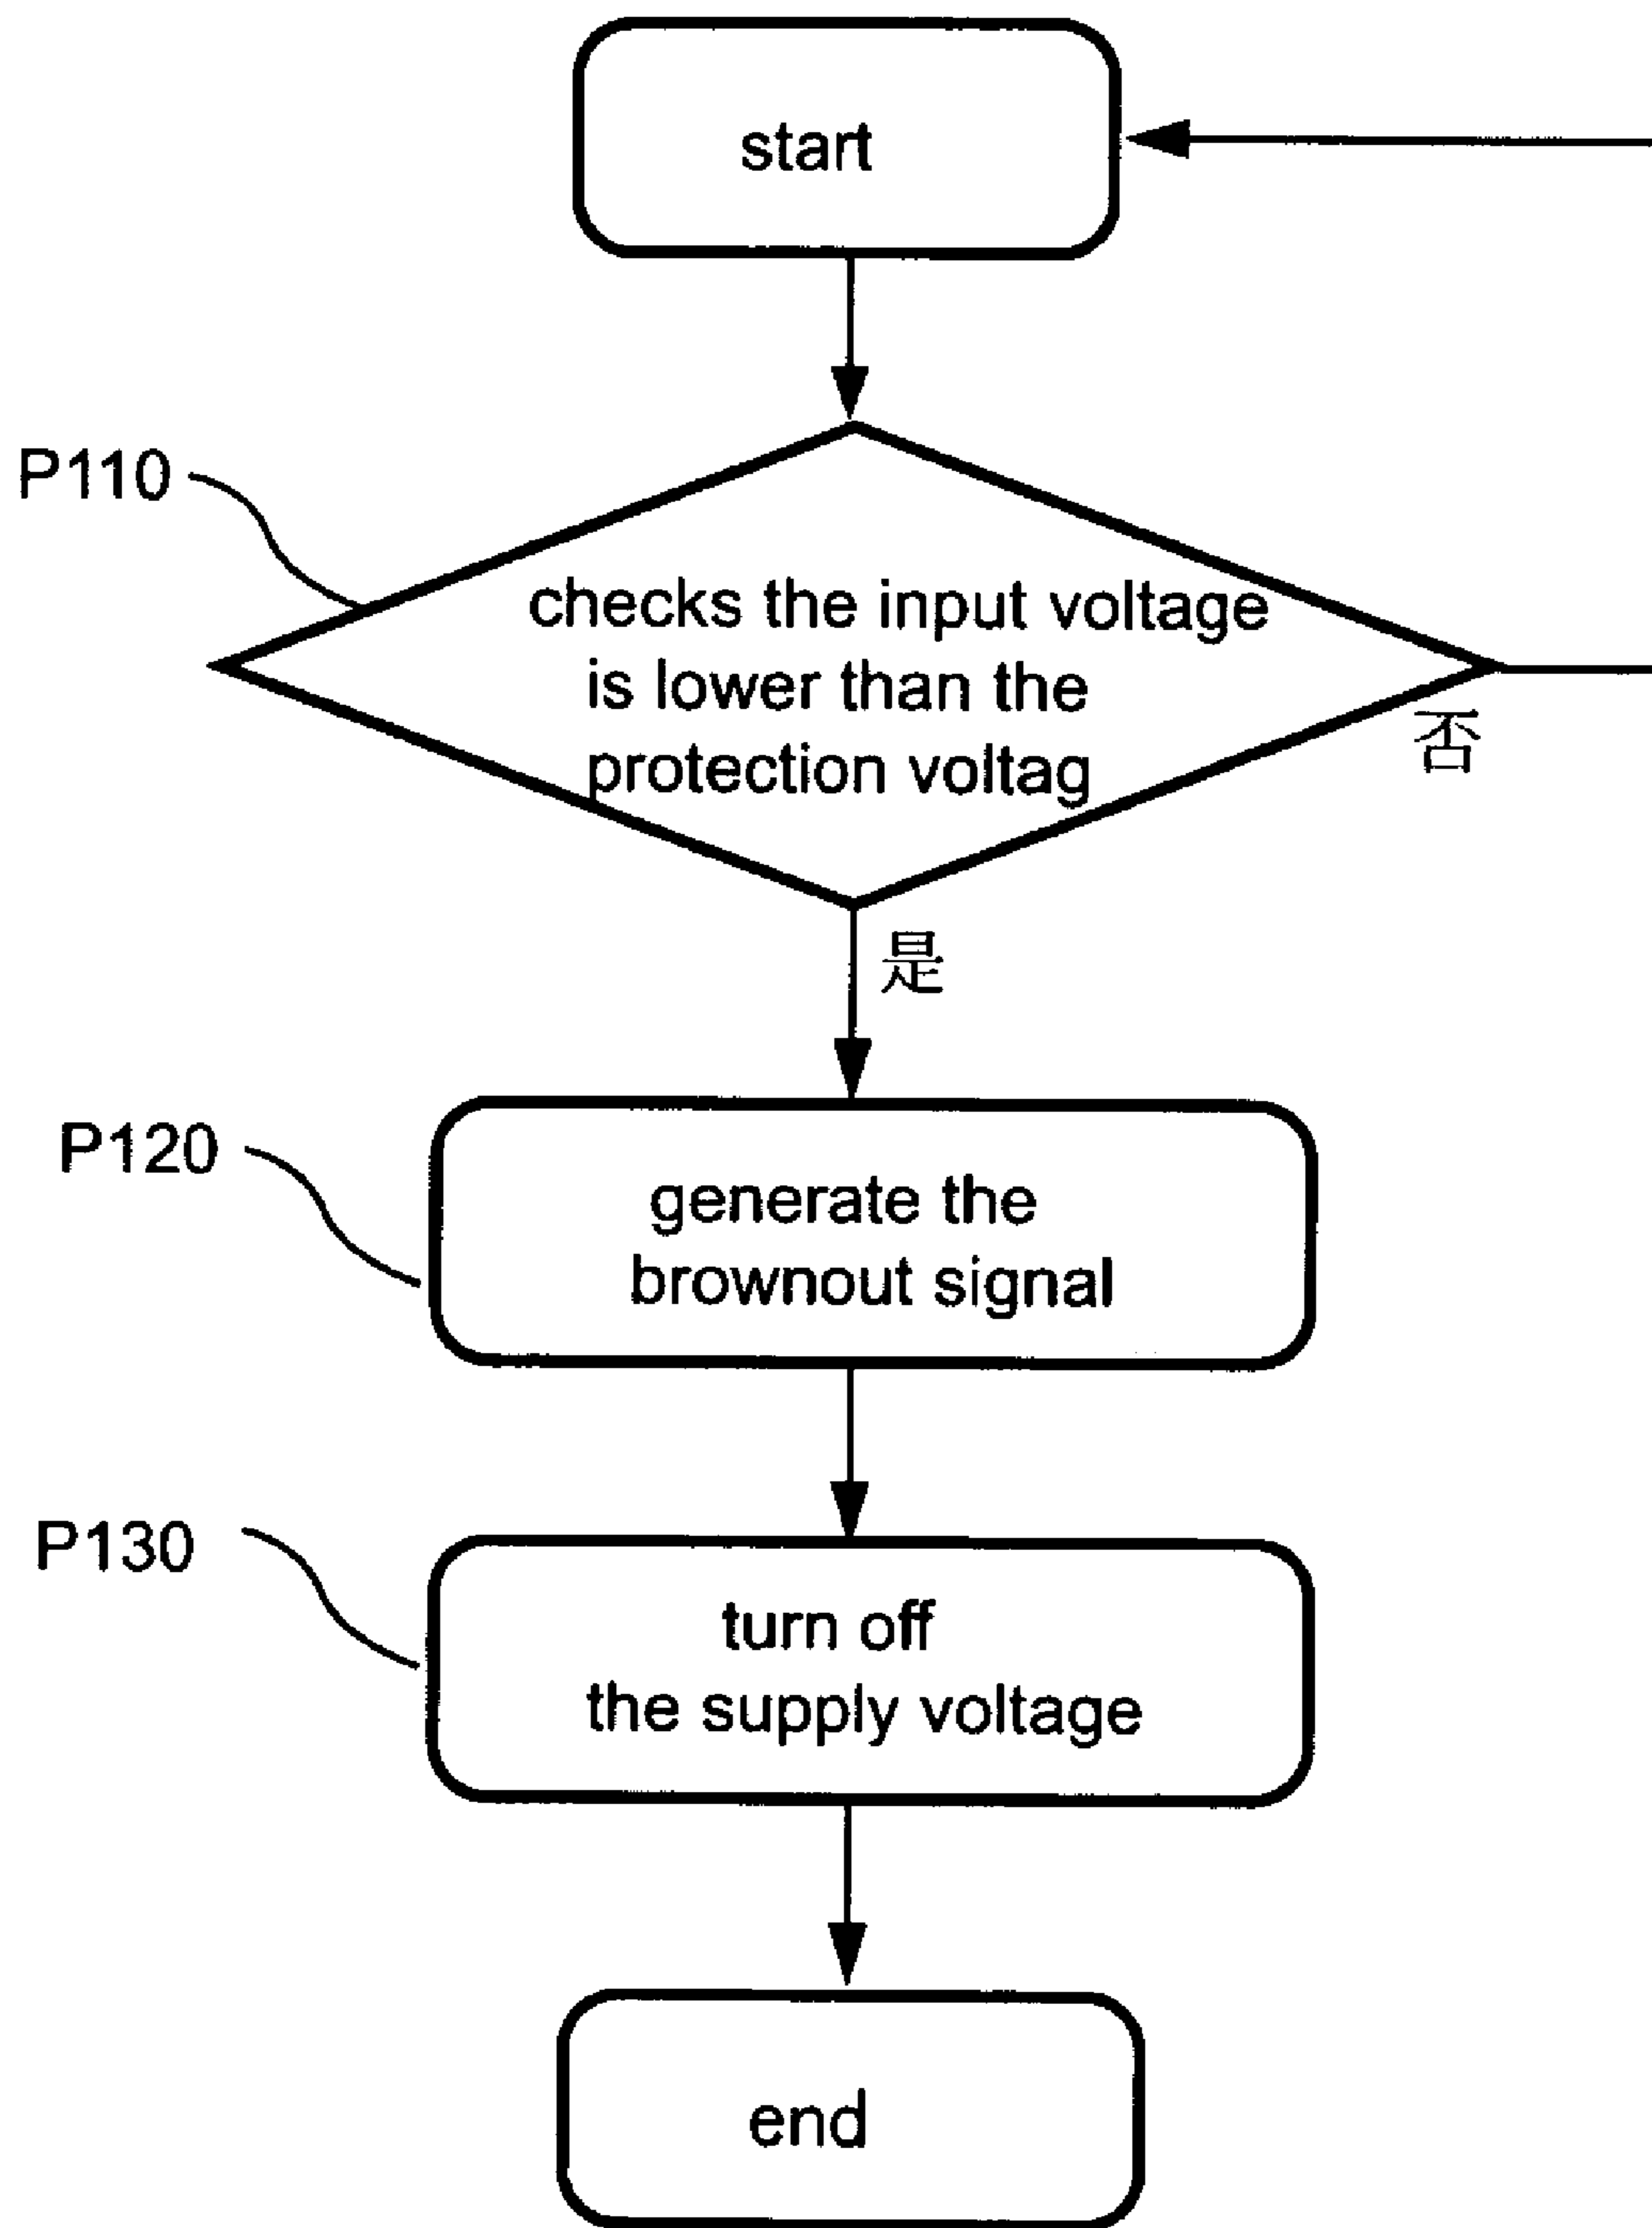 start
P110
checks the input voltage
is lower than the
protection voltag
否
是
P120
generate the
brownout signal
P130
turn off
the supply voltage
end